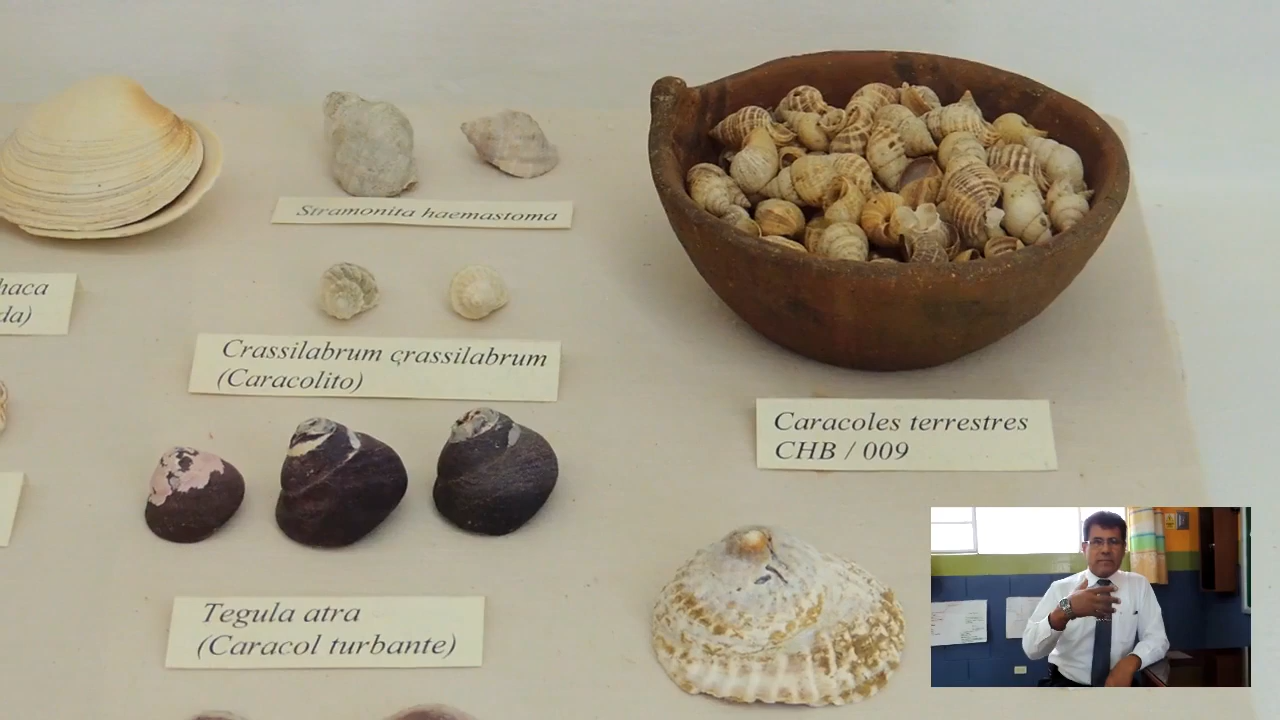 Stramonita haemastoma
haca
da)
Crassilabrum crassilabrum
(Caracolito)
Caracoles terrestres
CHB / 009
Tegula atra
(Caracol turbante)